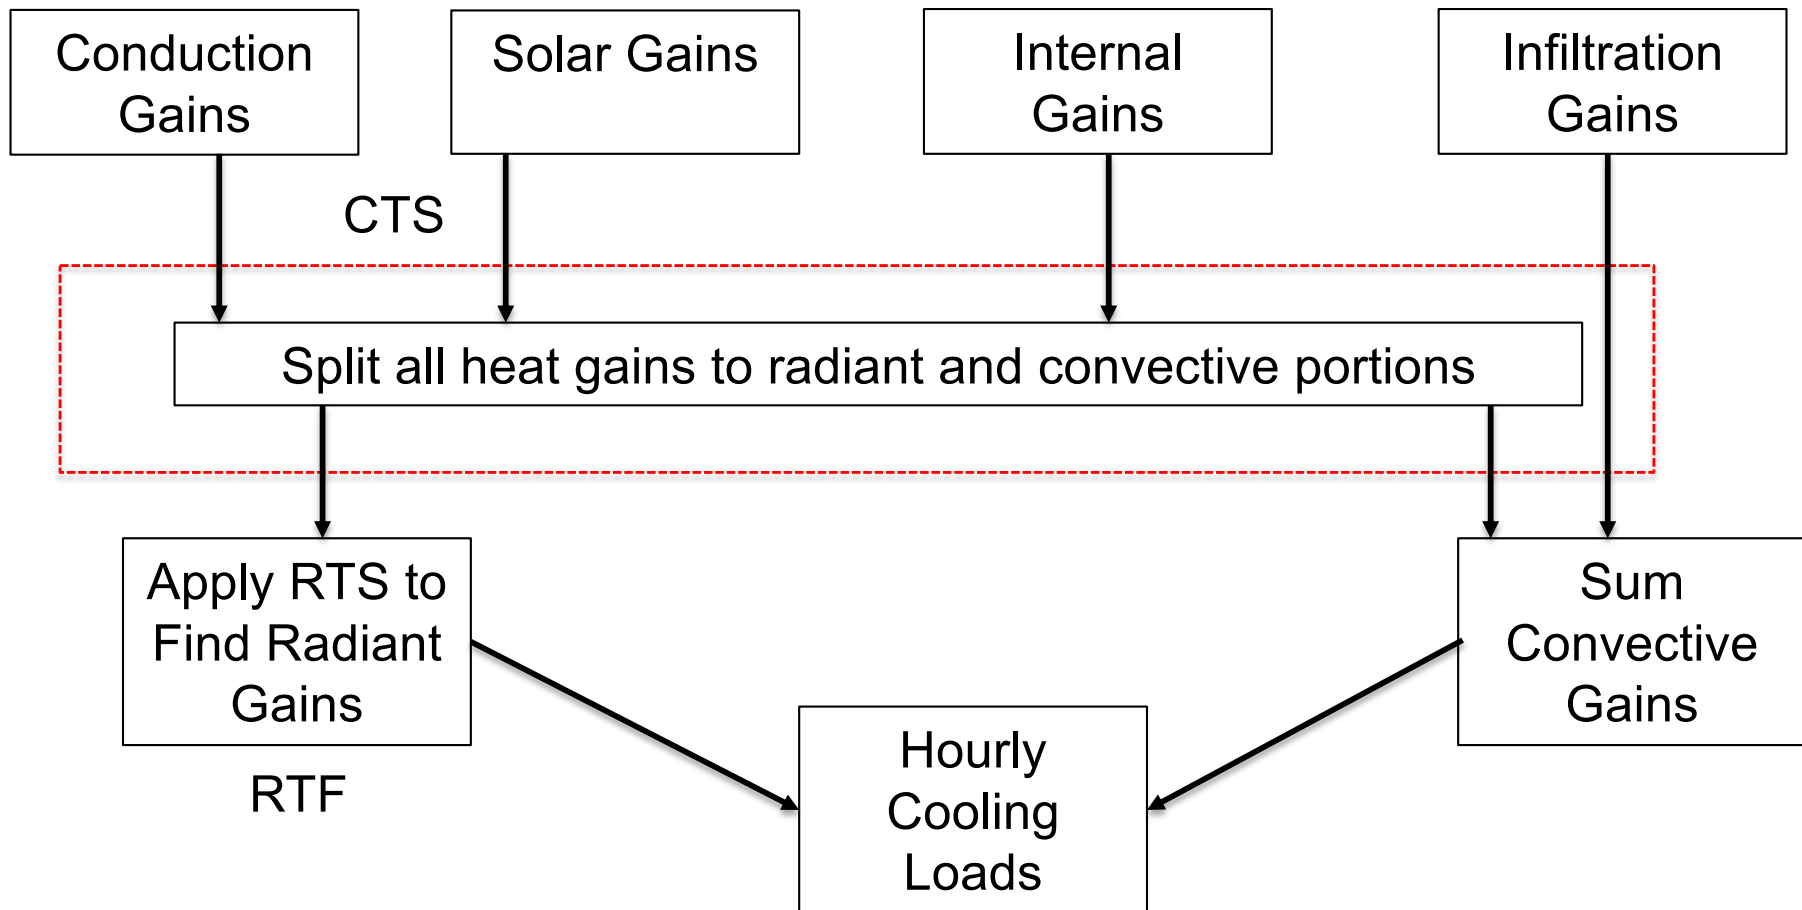 Conduction
Gains
Solar Gains
Internal
Gains
Infiltration
Gains
CTS
Split all heat gains to radiant and convective portions
Apply RTS to
Find Radiant
Gains
Sum
Convective
Gains
RTF
Hourly
Cooling
Loads